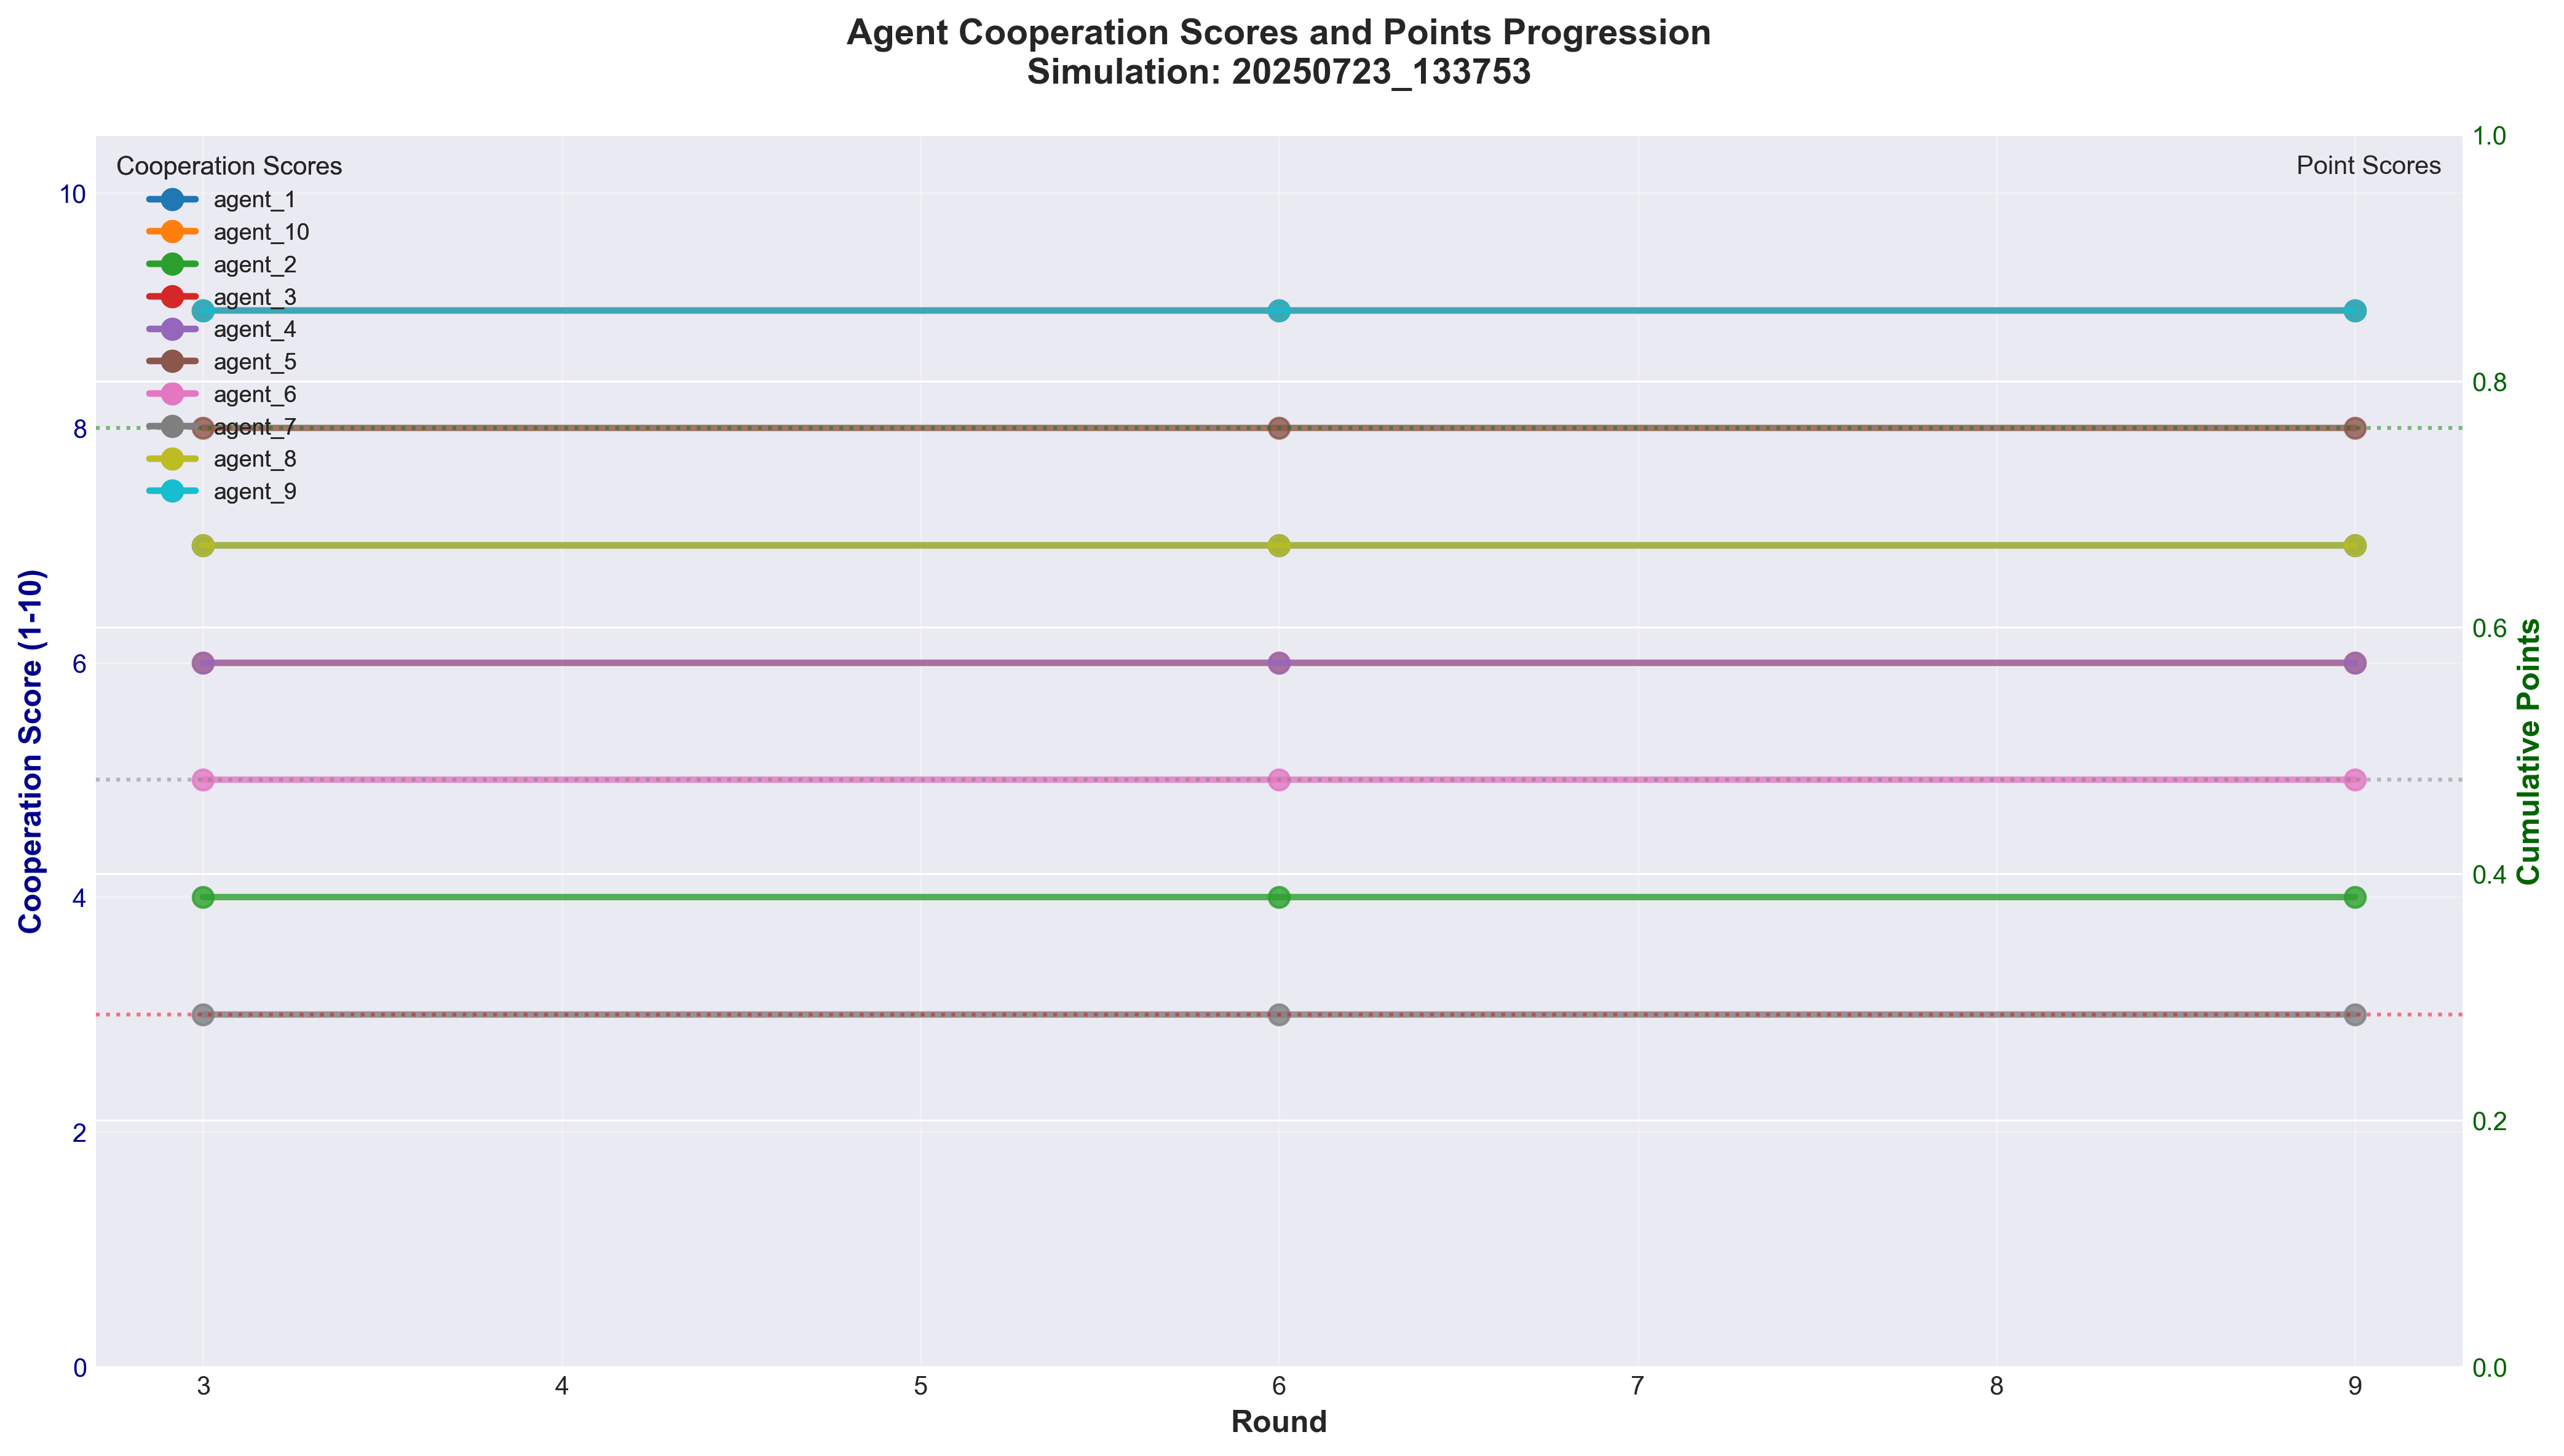 Agent Cooperation Scores and Points Progression
Simulation: 20250723_133753
Cooperation Scores
agent_1
agent_10
agent_2
agent_3
agent_4
agent_5
agent_6
agent_7
agent_8
agent_9
Point Scores
Cooperation Score (1-10)
10
8
6
4
2
0
1.0
0.8
0.6
0.4
0.2
0.0
Cumulative Points
3 4 5 6 7 8 9
Round